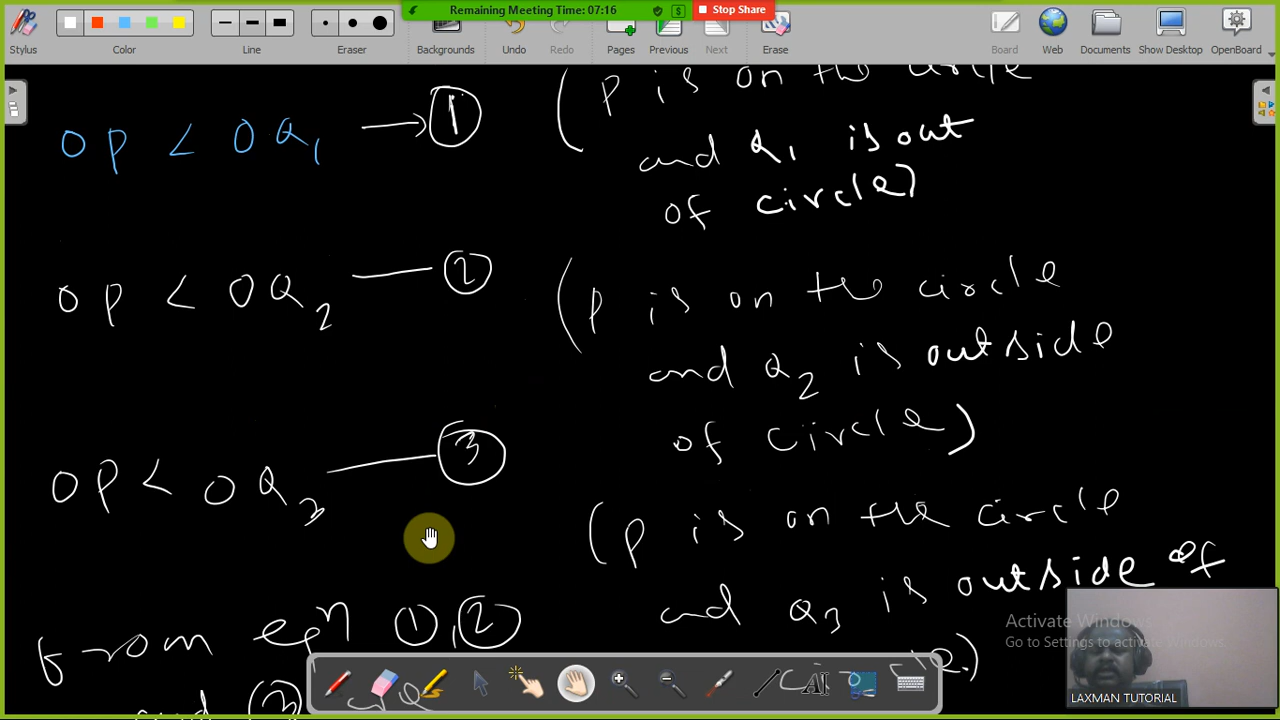 Remaining Meeting Time: 07:16 $ Stop Share
Stylus Color Line Eraser Backgrounds Undo Redo Pages Previous Next Erase Board Web Documents Show Desktop OpenBoard
(P is on the circle
OP < OQ1 → 1
and Q1 is out
of circle)
OP < OQ2 — 2
(P is on the circle
and Q2 is outside
of circle)
OP < OQ3 — 3
(P is on the circle
and Q3 is outside of
from eqn 1, 2
and (3)
Activate Windows
Go to Settings to activate Windows.
LAXMAN TUTORIAL